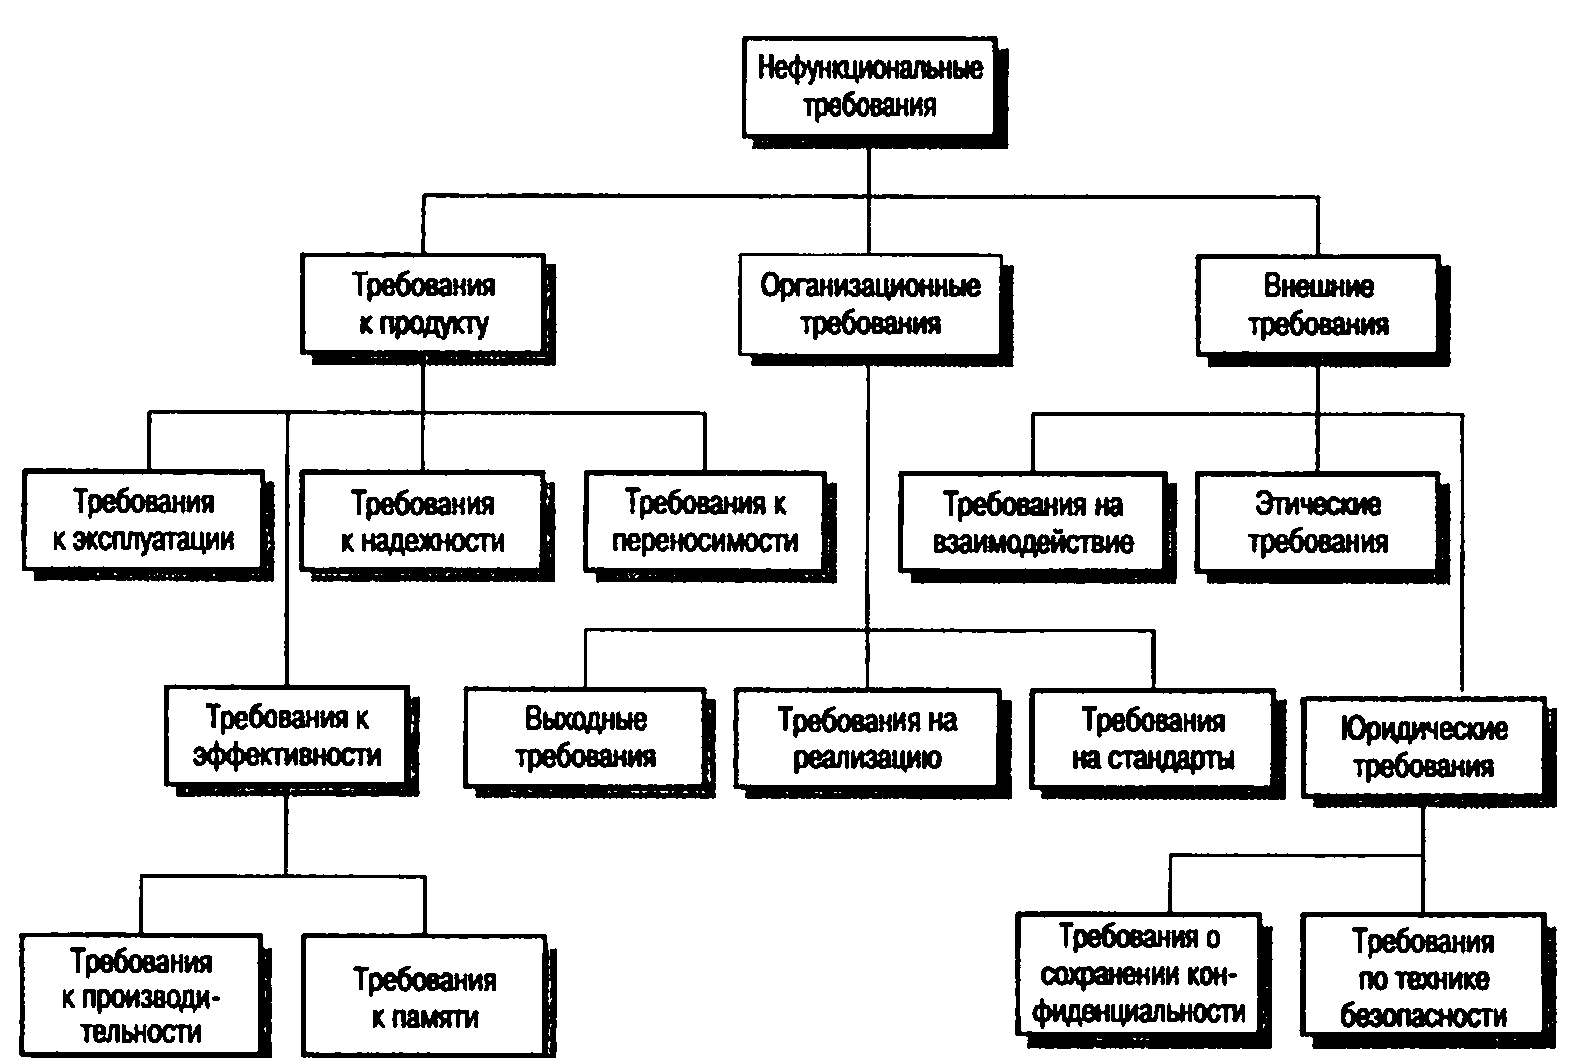 Нефункциональные
требования
Требования
к продукту
Организационные
требования
Внешние
требования
Требования
к эксплуатации
Требования
к надежности
Требования к
переносимости
Требования на
взаимодействие
Этические
требования
Требования к
эффективности
Выходные
требования
Требования на
реализацию
Требования
на стандарты
Юридические
требования
Требования
к производи-
тельности
Требования
к памяти
Требования о
сохранении кон-
фиденциальности
Требования
по технике
безопасности